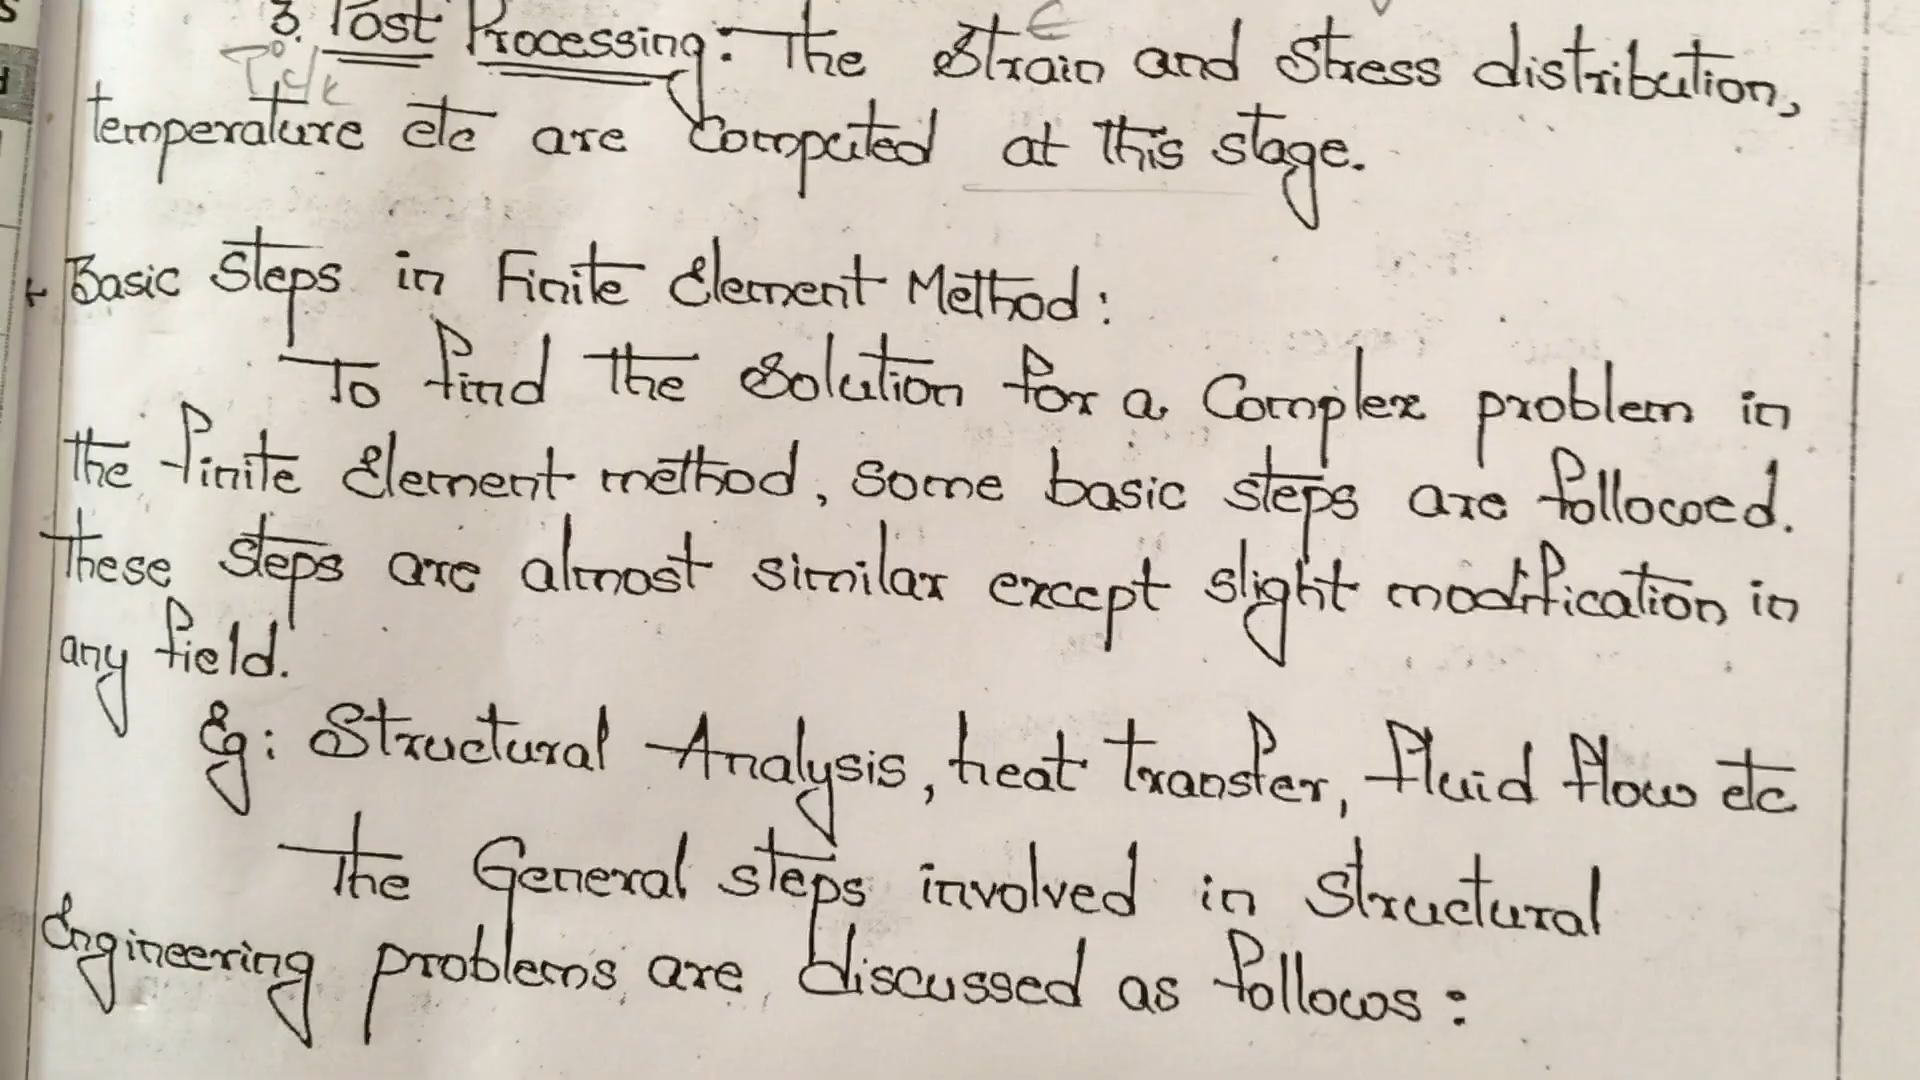 3. Post Processing: The Strain and Stress distribution,
temperature etc are Computed at this stage.
Basic Steps in Finite Element Method:
To find the Solution for a Complex problem in
the finite Element method, some basic steps are followed.
These steps are almost similar except slight modification in
any field.
Eg: Structural Analysis, heat transfer, fluid flow etc
The General steps involved in Structural
Engineering problems are discussed as follows: